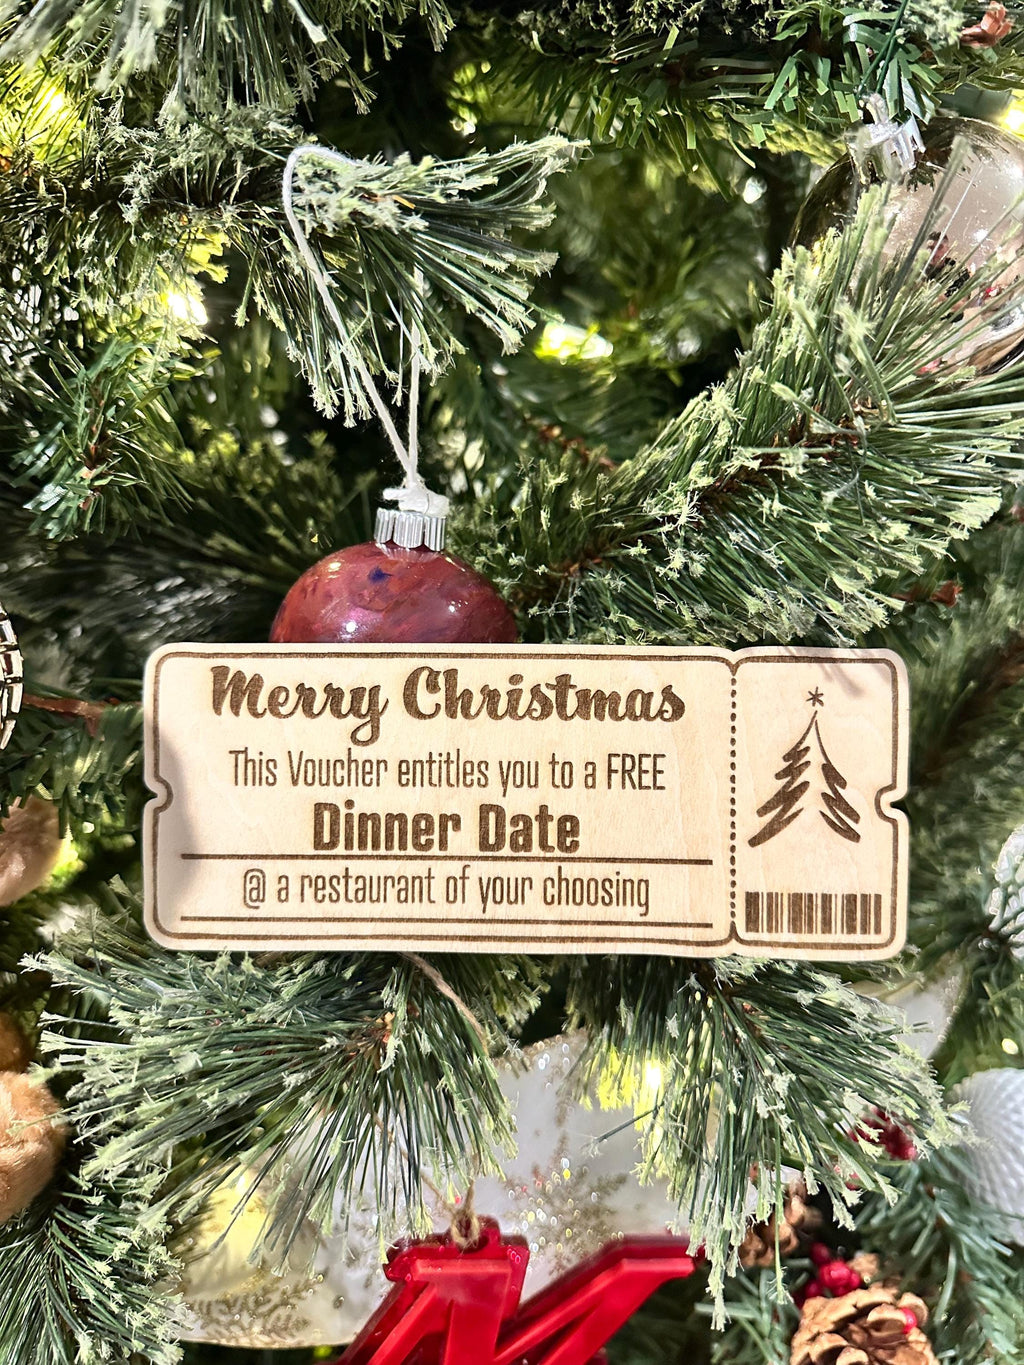 Merry Christmas
This Voucher entitles you to a FREE
Dinner Date
@ a restaurant of your choosing